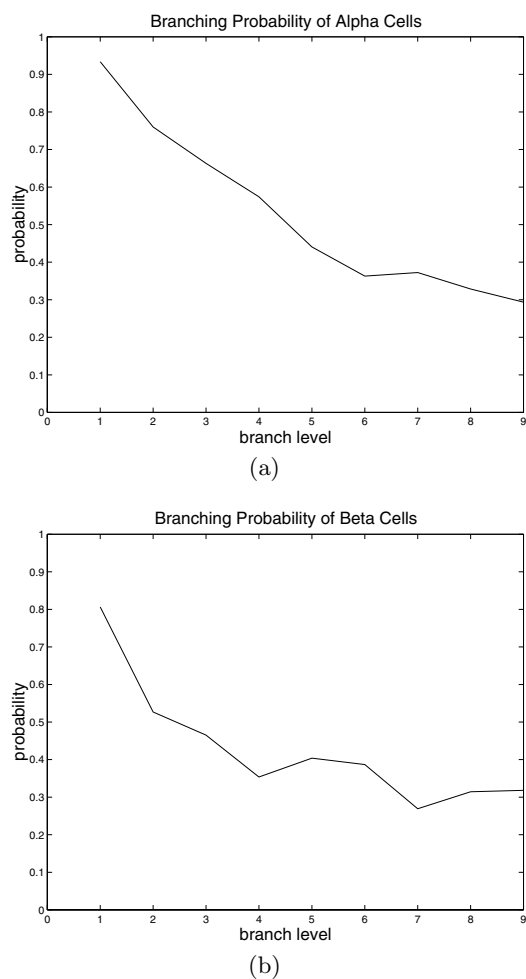 Branching Probability of Alpha Cells
1
0.9
0.8
0.7
0.6
0.5
0.4
0.3
0.2
0.1
0
probability
0 1 2 3 4 5 6 7 8 9
branch level
(a)
Branching Probability of Beta Cells
1
0.9
0.8
0.7
0.6
0.5
0.4
0.3
0.2
0.1
0
probability
0 1 2 3 4 5 6 7 8 9
branch level
(b)